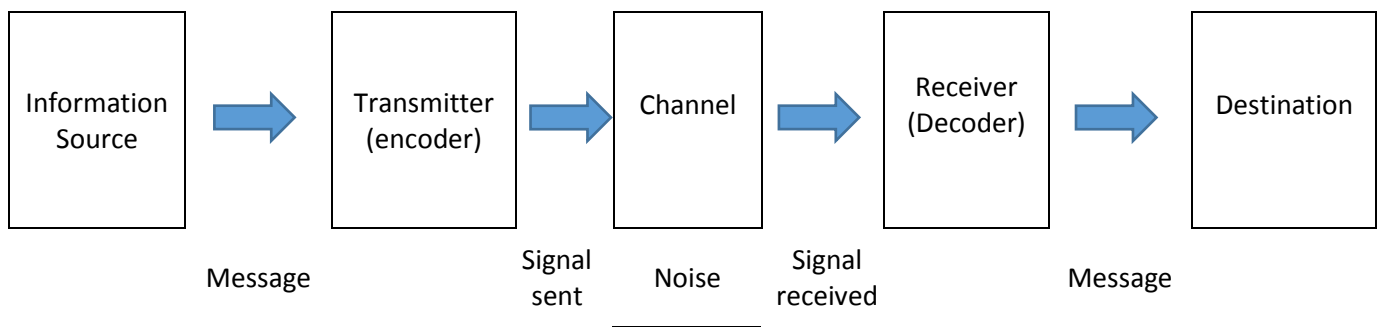 Information
Source
Transmitter
(encoder)
Channel
Receiver
(Decoder)
Destination
Message
Signal
sent
Noise
Signal
received
Message